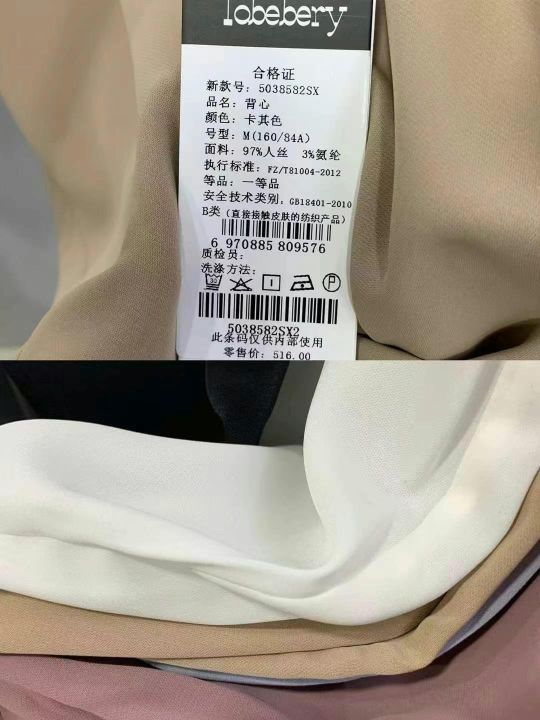 labebery
合格证
新款号: 5038582SX
品名: 背心
颜色: 卡其色
号型: M(160/84A)
面料: 97%人丝 3%氨纶
执行标准: FZ/T81004-2012
等品: 一等品
安全技术类别: GB18401-2010
B类 (直接接触皮肤的纺织产品)
6 970885 809576
质检员:
洗涤方法:
30
P
5038582SX2
此条码仅供内部使用
零售价: 516.00